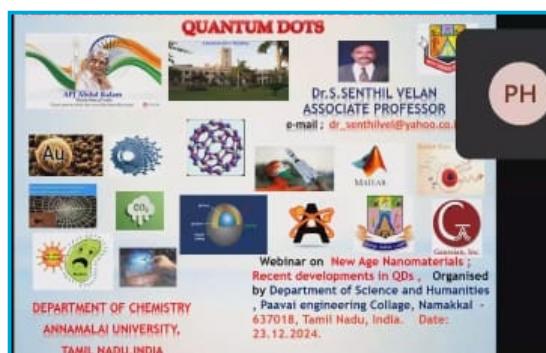 QUANTUM DOTS
APJ Abdul Kalam
Dr.S.SENTHIL VELAN
ASSOCIATE PROFESSOR
e-mail ; dr_senthilvel@yahoo.co.
PH
Au
CO₂
MATLAB
Gaussian, Inc.
Webinar on New Age Nanomaterials ;
Recent developments in QDs , Organised
by Department of Science and Humanities
, Paavai engineering Collage, Namakkal -
637018, Tamil Nadu, India. Date:
23.12.2024.
DEPARTMENT OF CHEMISTRY
ANNAMALAI UNIVERSITY,
TAMIL NADU INDIA